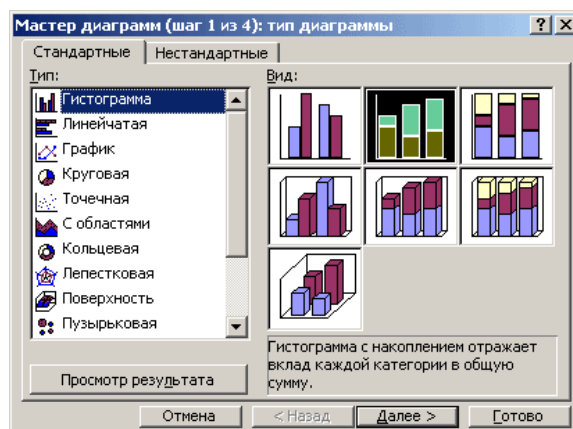 Мастер диаграмм (шаг 1 из 4): тип диаграммы
Стандартные Нестандартные
Тип:
Гистограмма
Линейчатая
График
Круговая
Точечная
С областями
Кольцевая
Лепестковая
Поверхность
Пузырьковая
Вид:
Гистограмма с накоплением отражает
вклад каждой категории в общую
сумму.
Просмотр результата
Отмена < Назад Далее > Готово